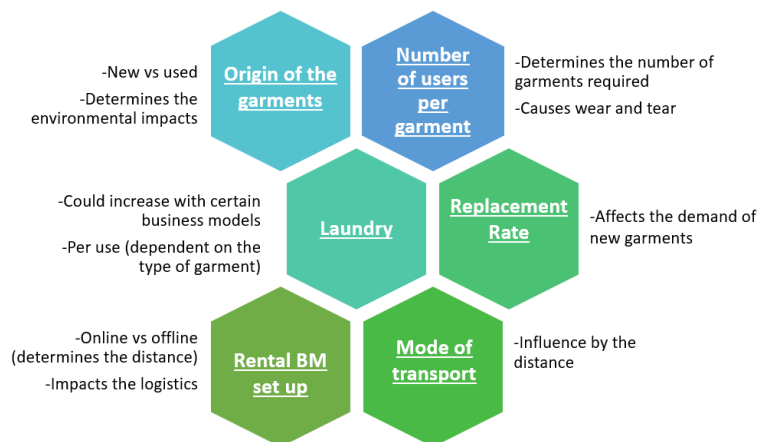 -New vs used
-Determines the
environmental impacts
Origin of the
garments
Number
of users
per
garment
-Determines the number of
garments required
-Causes wear and tear
-Could increase with certain
business models
-Per use (dependent on the
type of garment)
Laundry
Replacement
Rate
-Affects the demand of
new garments
-Online vs offline
(determines the distance)
-Impacts the logistics
Rental BM
set up
Mode of
transport
-Influence by the
distance